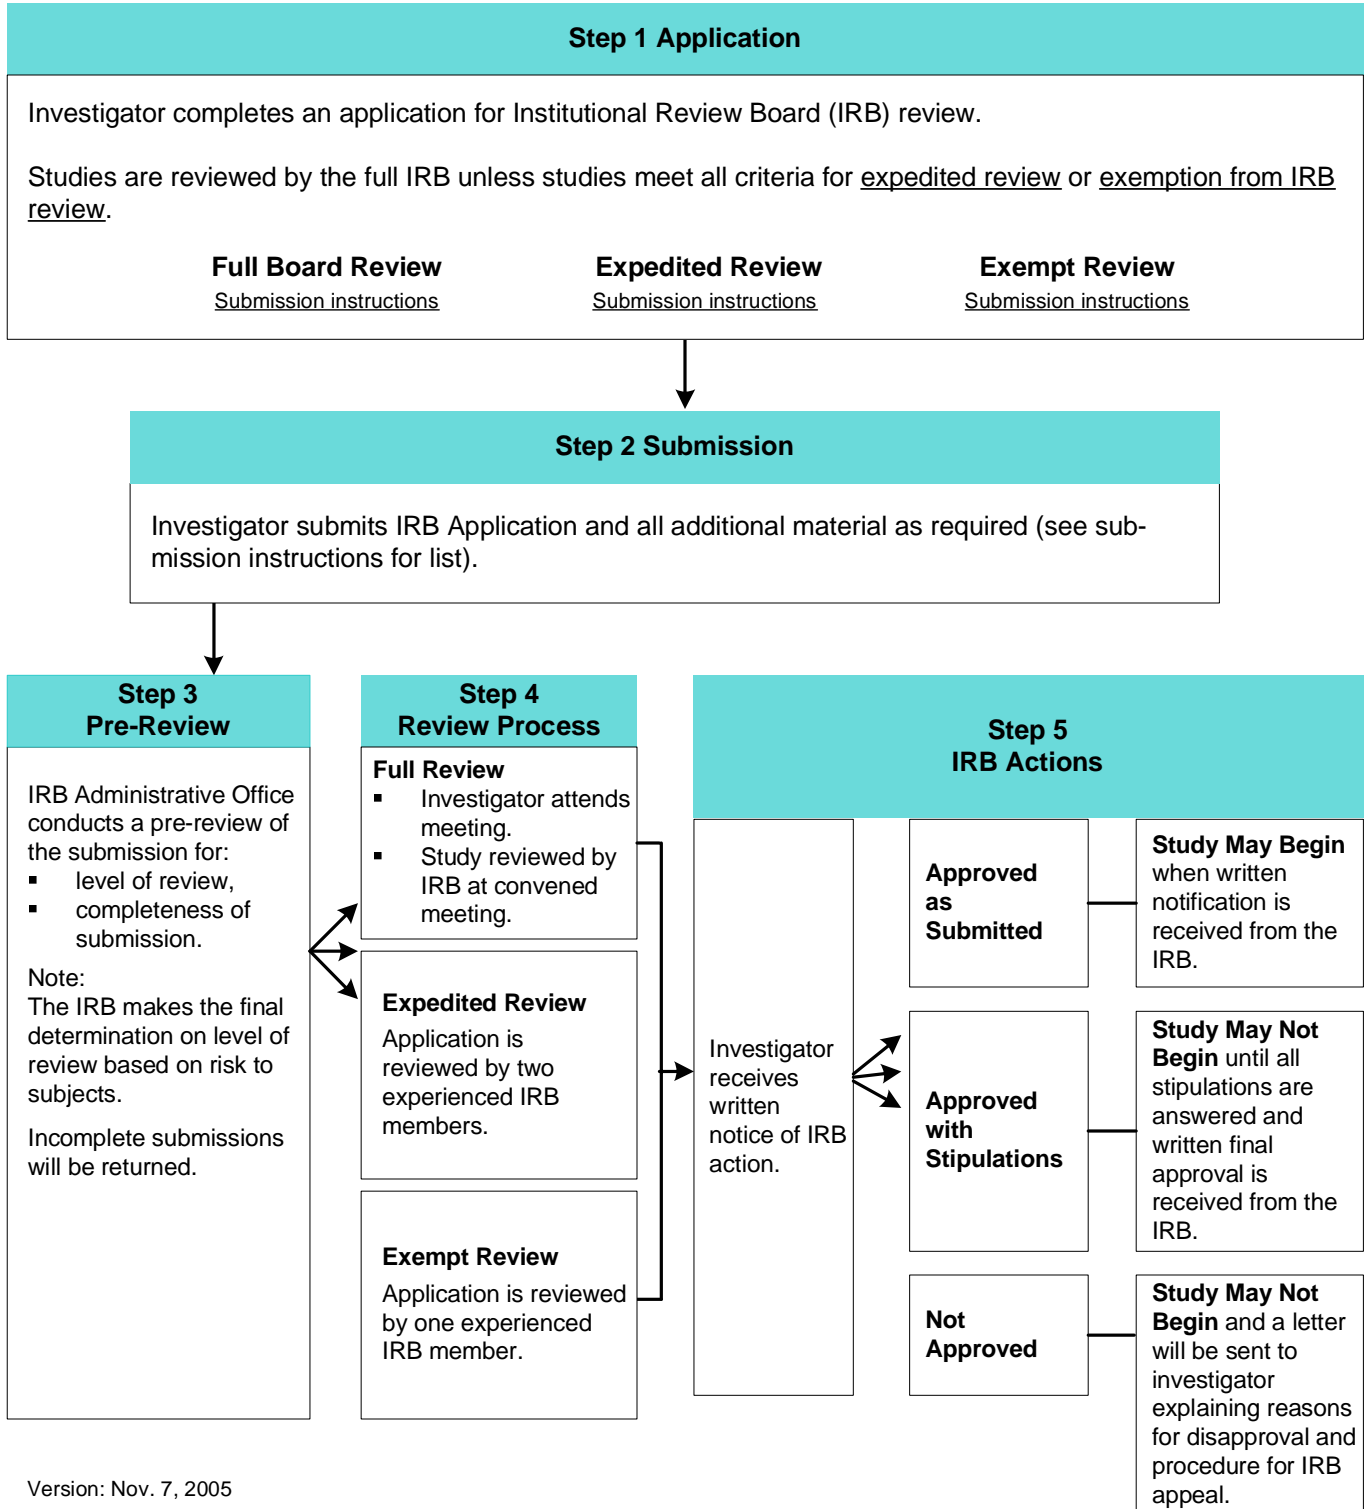 Step 1 Application
Investigator completes an application for Institutional Review Board (IRB) review.
Studies are reviewed by the full IRB unless studies meet all criteria for expedited review or exemption from IRB
review.
Full Board Review
Submission instructions
Expedited Review
Submission instructions
Exempt Review
Submission instructions
Step 2 Submission
Investigator submits IRB Application and all additional material as required (see sub-
mission instructions for list).
Step 3
Pre-Review
IRB Administrative Office
conducts a pre-review of
the submission for:
▪ level of review,
▪ completeness of
submission.
Note:
The IRB makes the final
determination on level of
review based on risk to
subjects.
Incomplete submissions
will be returned.
Step 4
Review Process
Full Review
▪ Investigator attends
meeting.
▪ Study reviewed by
IRB at convened
meeting.
Expedited Review
Application is
reviewed by two
experienced IRB
members.
Exempt Review
Application is reviewed
by one experienced
IRB member.
Step 5
IRB Actions
Investigator
receives
written
notice of IRB
action.
Approved
as
Submitted
Study May Begin
when written
notification is
received from the
IRB.
Approved
with
Stipulations
Study May Not
Begin until all
stipulations are
answered and
written final
approval is
received from the
IRB.
Not
Approved
Study May Not
Begin and a letter
will be sent to
investigator
explaining reasons
for disapproval and
procedure for IRB
appeal.
Version: Nov. 7, 2005